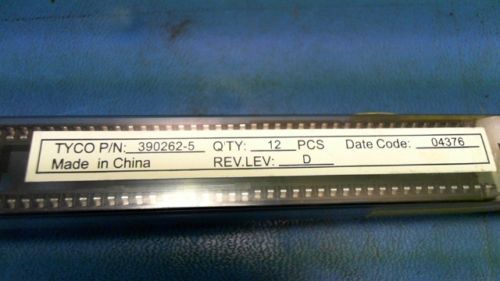 TYCO P/N: 390262-5 Q'TY: 12 PCS Date Code: 04376
Made in China REV.LEV: D